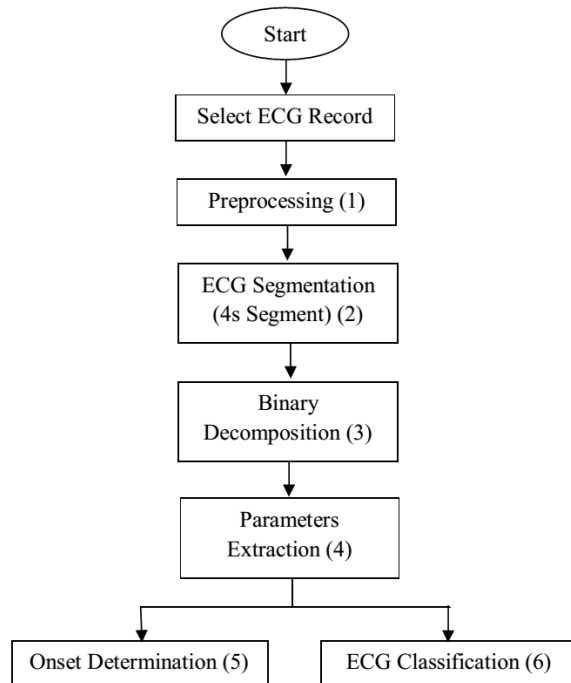 Start
Select ECG Record
Preprocessing (1)
ECG Segmentation
(4s Segment) (2)
Binary
Decomposition (3)
Parameters
Extraction (4)
Onset Determination (5)
ECG Classification (6)